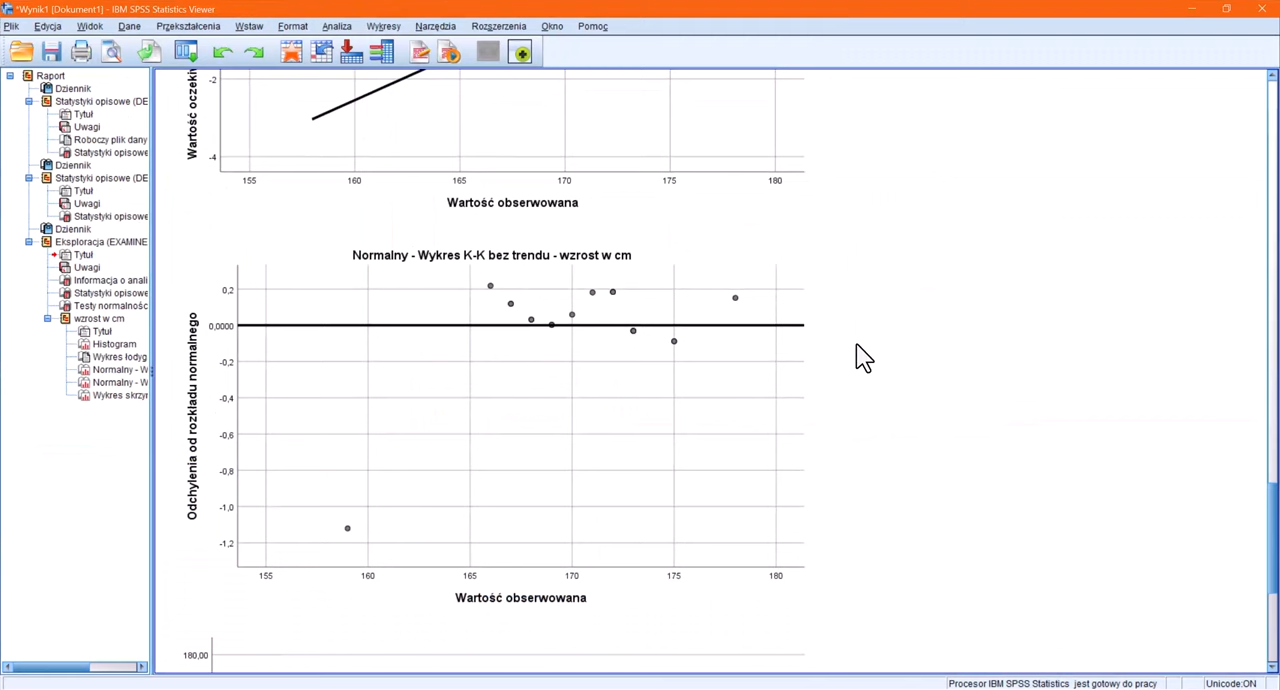 *Wynik1 [Dokument1] - IBM SPSS Statistics Viewer
Plik Edycja Widok Dane Przekształcenia Wstaw Format Analiza Wykresy Narzędzia Rozszerzenia Okno Pomoc
Raport
Dziennik
Statystyki opisowe (DE
Tytuł
Uwagi
Roboczy plik dany
Statystyki opisowe
Dziennik
Statystyki opisowe (DE
Tytuł
Uwagi
Statystyki opisowe
Dziennik
Eksploracja (EXAMINE
Tytuł
Uwagi
Informacja o anali
Statystyki opisowe
Testy normalnośc
wzrost w cm
Tytuł
Histogram
Wykres łodyg
Normalny - W
Normalny - W
Wykres skrzyn
Wartość oczeki
-2
-4
155 160 165 170 175 180
Wartość obserwowana
Normalny - Wykres K-K bez trendu - wzrost w cm
Odchylenia od rozkładu normalnego
0,2
0,0000
-0,2
-0,4
-0,6
-0,8
-1,0
-1,2
155 160 165 170 175 180
Wartość obserwowana
180,00
Procesor IBM SPSS Statistics jest gotowy do pracy
Unicode:ON